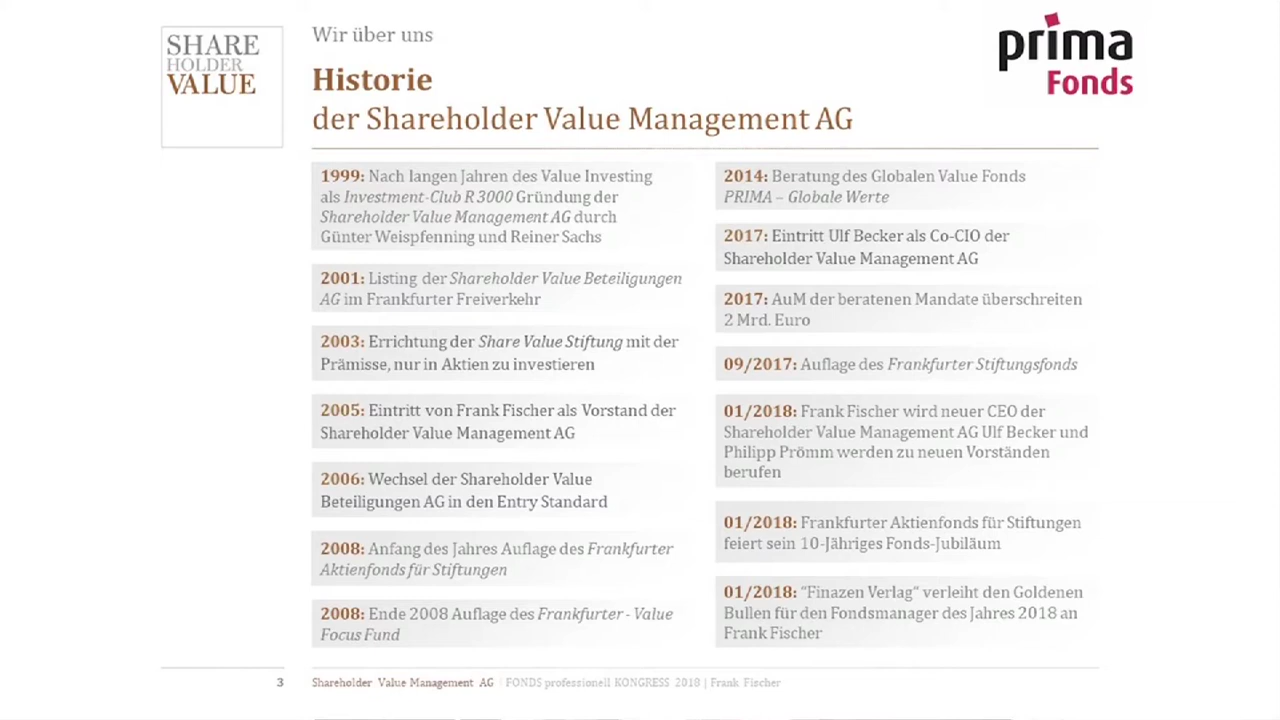 SHARE
HOLDER
VALUE
Wir über uns
Historie
der Shareholder Value Management AG
prima
Fonds
1999: Nach langen Jahren des Value Investing
als Investment-Club R 3000 Gründung der
Shareholder Value Management AG durch
Günter Weispfenning und Reiner Sachs
2001: Listing der Shareholder Value Beteiligungen
AG im Frankfurter Freiverkehr
2003: Errichtung der Share Value Stiftung mit der
Prämisse, nur in Aktien zu investieren
2005: Eintritt von Frank Fischer als Vorstand der
Shareholder Value Management AG
2006: Wechsel der Shareholder Value
Beteiligungen AG in den Entry Standard
2008: Anfang des Jahres Auflage des Frankfurter
Aktienfonds für Stiftungen
2008: Ende 2008 Auflage des Frankfurter - Value
Focus Fund
2014: Beratung des Globalen Value Fonds
PRIMA – Globale Werte
2017: Eintritt Ulf Becker als Co-CIO der
Shareholder Value Management AG
2017: AuM der beratenen Mandate überschreiten
2 Mrd. Euro
09/2017: Auflage des Frankfurter Stiftungsfonds
01/2018: Frank Fischer wird neuer CEO der
Shareholder Value Management AG Ulf Becker und
Philipp Prömm werden zu neuen Vorständen
berufen
01/2018: Frankfurter Aktienfonds für Stiftungen
feiert sein 10-Jähriges Fonds-Jubiläum
01/2018: “Finazen Verlag“ verleiht den Goldenen
Bullen für den Fondsmanager des Jahres 2018 an
Frank Fischer
3 Shareholder Value Management AG | FONDS professionell KONGRESS 2018 | Frank Fischer